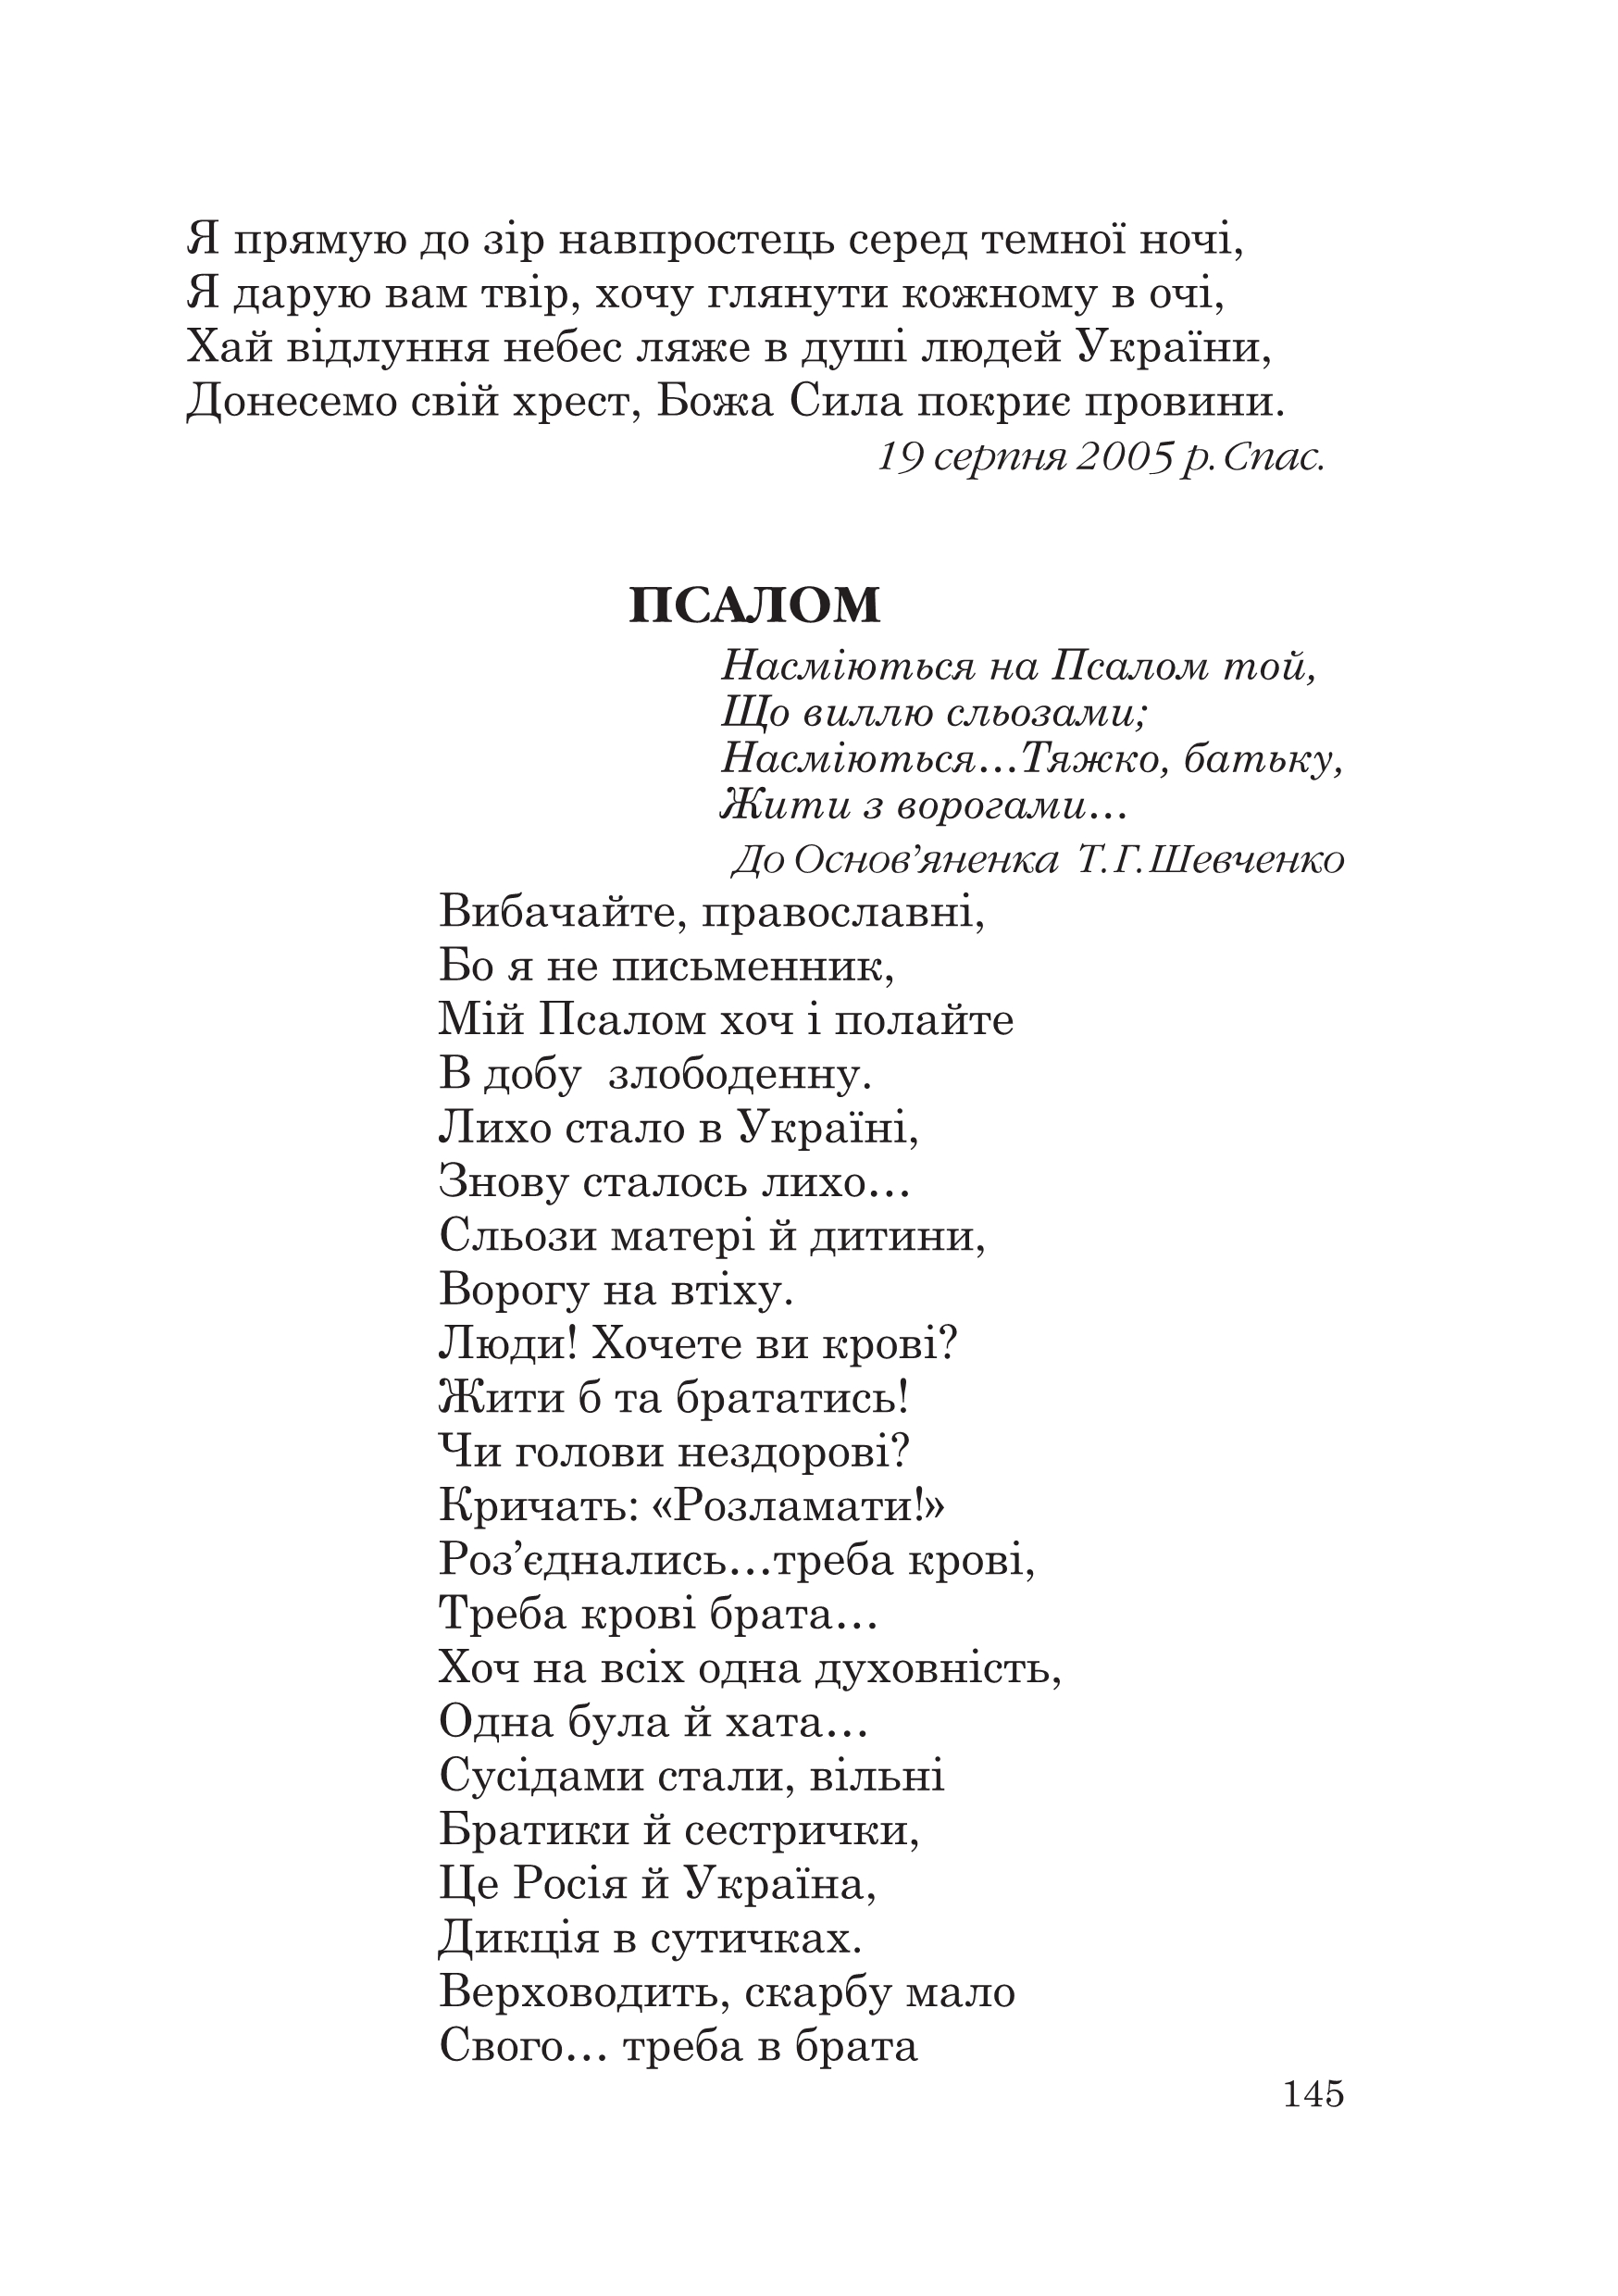 Я прямую до зір навпростець серед темної ночі,
Я дарую вам твір, хочу глянути кожному в очі,
Хай відлуння небес ляже в душі людей України,
Донесемо свій хрест, Божа Сила покриє провини.
19 серпня 2005 р. Спас.
ПСАЛОМ
Насміються на Псалом той,
Що виллю сльозами;
Насміються...Тяжко, батьку,
Жити з ворогами...
До Основ’яненка Т. Г. Шевченко
Вибачайте, православні,
Бо я не письменник,
Мій Псалом хоч і полайте
В добу злободенну.
Лихо стало в Україні,
Знову сталось лихо...
Сльози матері й дитини,
Ворогу на втіху.
Люди! Хочете ви крові?
Жити б та брататись!
Чи голови нездорові?
Кричать: «Розламати!»
Роз’єднались...треба крові,
Треба крові брата...
Хоч на всіх одна духовність,
Одна була й хата...
Сусідами стали, вільні
Братики й сестрички,
Це Росія й Україна,
Дикція в сутичках.
Верховодить, скарбу мало
Свого... треба в брата
145